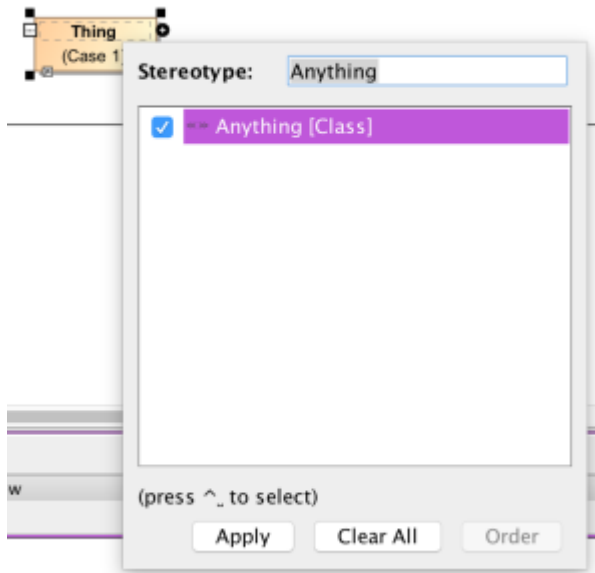 Thing
(Case 1)
Stereotype: Anything
«» Anything [Class]
w
(press ^␣ to select)
Apply Clear All Order